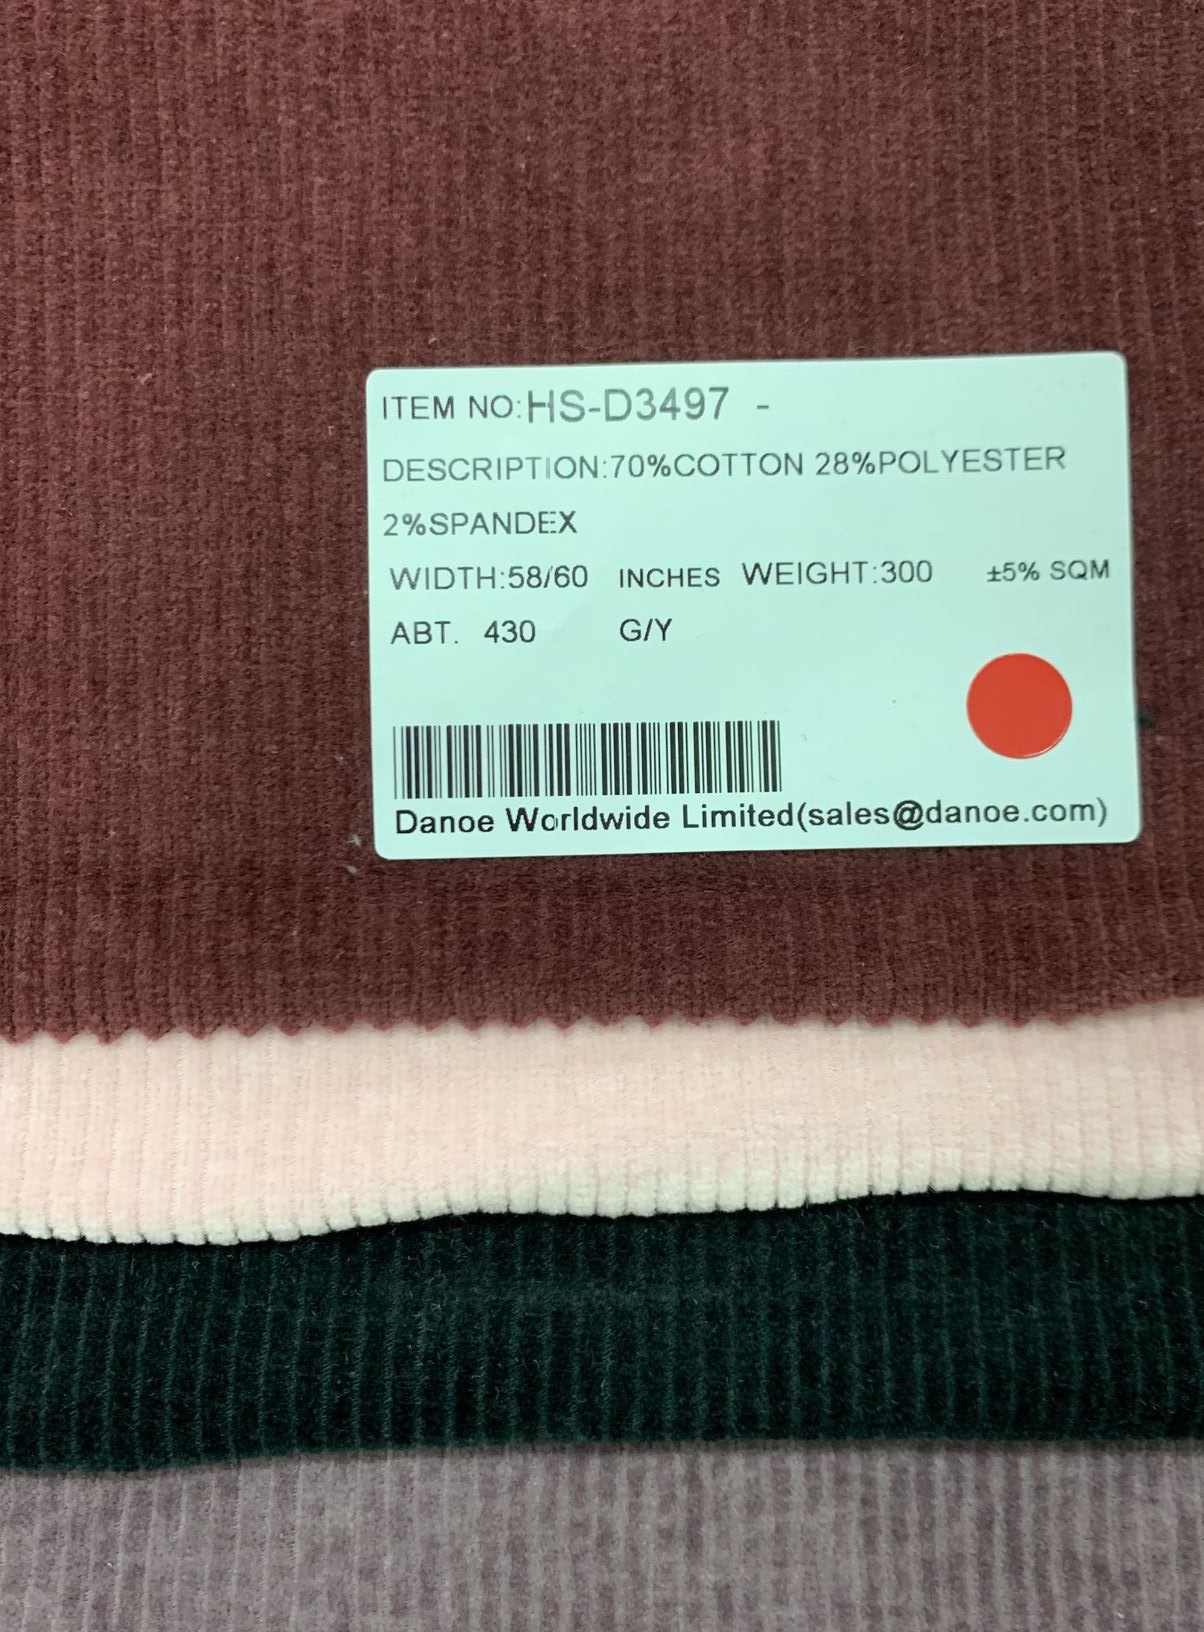 ITEM NO:HS-D3497 -
DESCRIPTION:70%COTTON 28%POLYESTER
2%SPANDEX
WIDTH:58/60 INCHES WEIGHT:300 ±5% SQM
ABT. 430 G/Y
Danoe Worldwide Limited(sales@danoe.com)